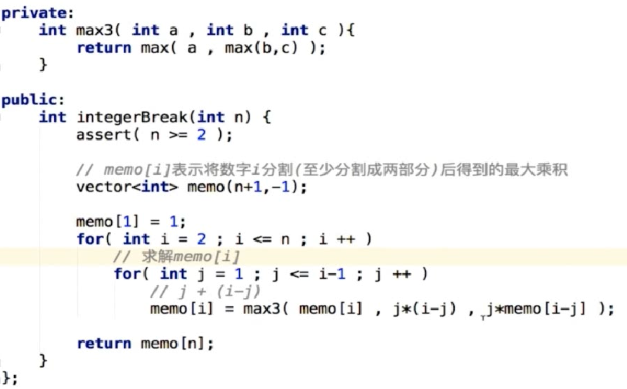 private:
int max3( int a , int b , int c ){
return max( a , max(b,c) );
}
public:
int integerBreak(int n) {
assert( n >= 2 );
// memo[i]表示将数字i分割(至少分割成两部分)后得到的最大乘积
vector<int> memo(n+1,-1);
memo[1] = 1;
for( int i = 2 ; i <= n ; i ++ )
// 求解memo[i]
for( int j = 1 ; j <= i-1 ; j ++ )
// j + (i-j)
memo[i] = max3( memo[i] , j*(i-j) , j*memo[i-j] );
return memo[n];
}
};